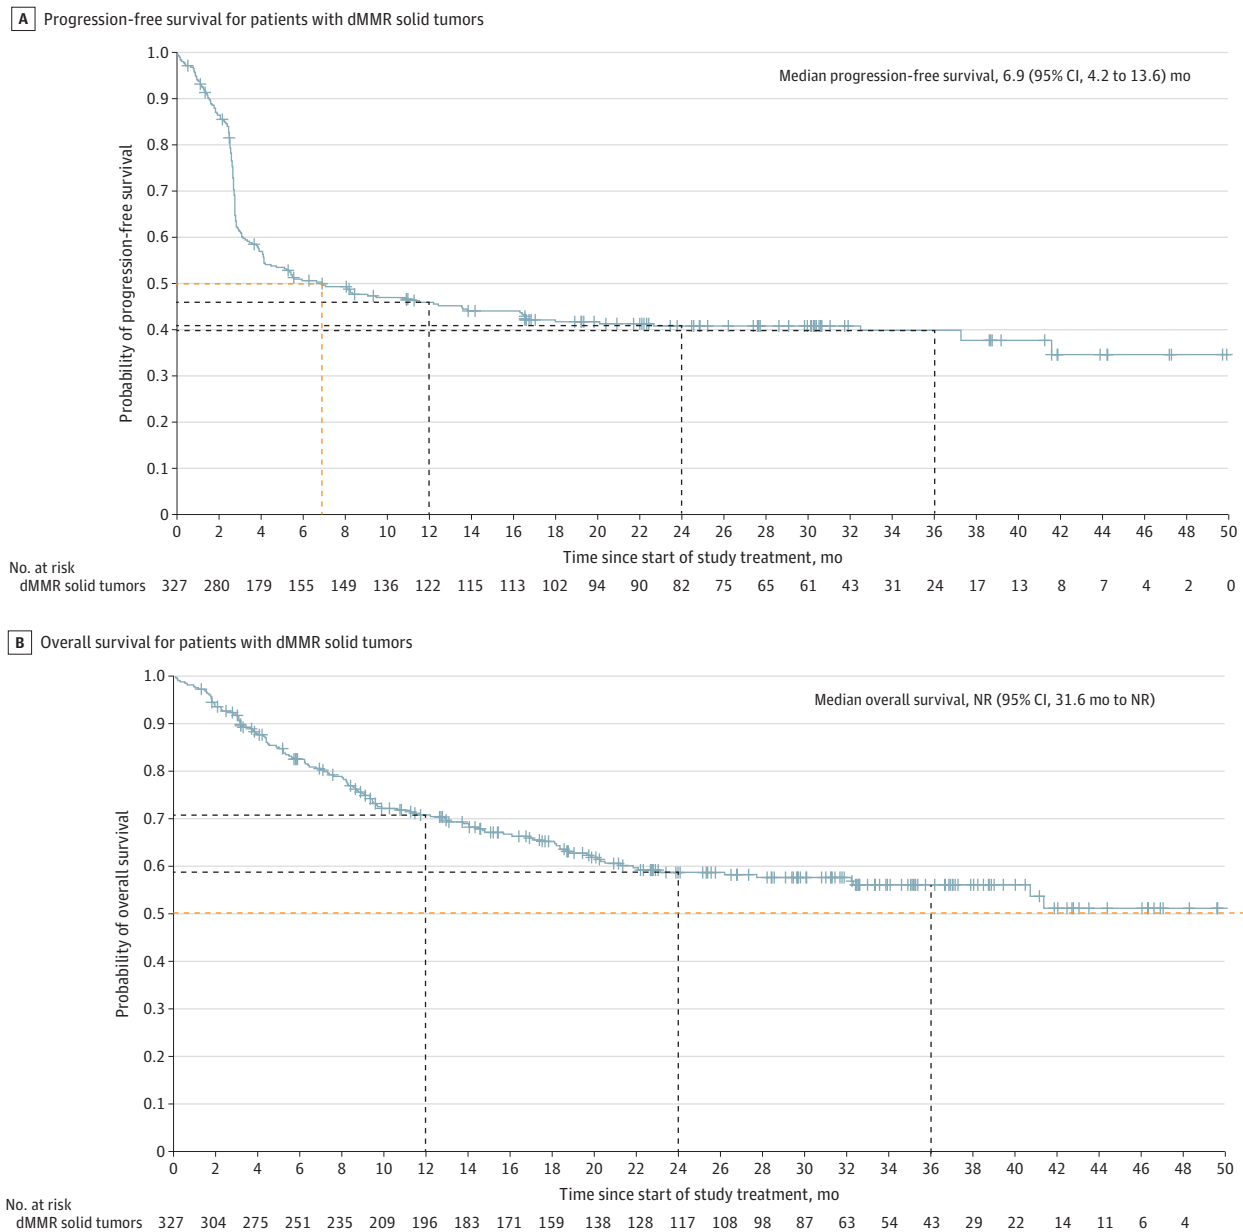 A Progression-free survival for patients with dMMR solid tumors
Median progression-free survival, 6.9 (95% CI, 4.2 to 13.6) mo
Probability of progression-free survival
1.0
0.9
0.8
0.7
0.6
0.5
0.4
0.3
0.2
0.1
0
0 2 4 6 8 10 12 14 16 18 20 22 24 26 28 30 32 34 36 38 40 42 44 46 48 50
Time since start of study treatment, mo
No. at risk
dMMR solid tumors 327 280 179 155 149 136 122 115 113 102 94 90 82 75 65 61 43 31 24 17 13 8 7 4 2 0
B Overall survival for patients with dMMR solid tumors
Median overall survival, NR (95% CI, 31.6 mo to NR)
Probability of overall survival
1.0
0.9
0.8
0.7
0.6
0.5
0.4
0.3
0.2
0.1
0
0 2 4 6 8 10 12 14 16 18 20 22 24 26 28 30 32 34 36 38 40 42 44 46 48 50
Time since start of study treatment, mo
No. at risk
dMMR solid tumors 327 304 275 251 235 209 196 183 171 159 138 128 117 108 98 87 63 54 43 29 22 14 11 6 4